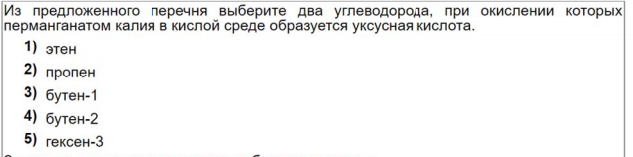 Из предложенного перечня выберите два углеводорода, при окислении которых
перманганатом калия в кислой среде образуется уксусная кислота.
1) этен
2) пропен
3) бутен-1
4) бутен-2
5) гексен-3